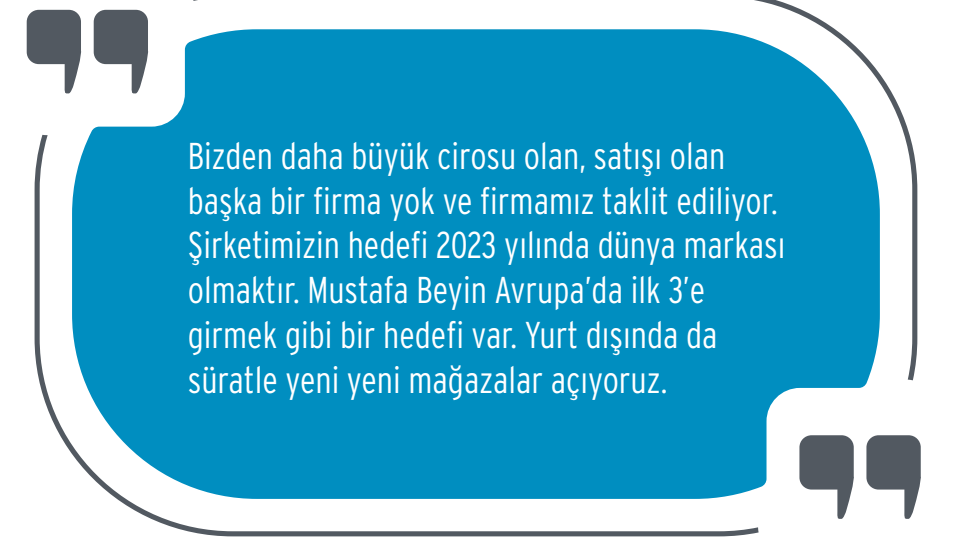 Bizden daha büyük cirosu olan, satışı olan
başka bir firma yok ve firmamız taklit ediliyor.
Şirketimizin hedefi 2023 yılında dünya markası
olmaktır. Mustafa Beyin Avrupa’da ilk 3’e
girmek gibi bir hedefi var. Yurt dışında da
süratle yeni yeni mağazalar açıyoruz.